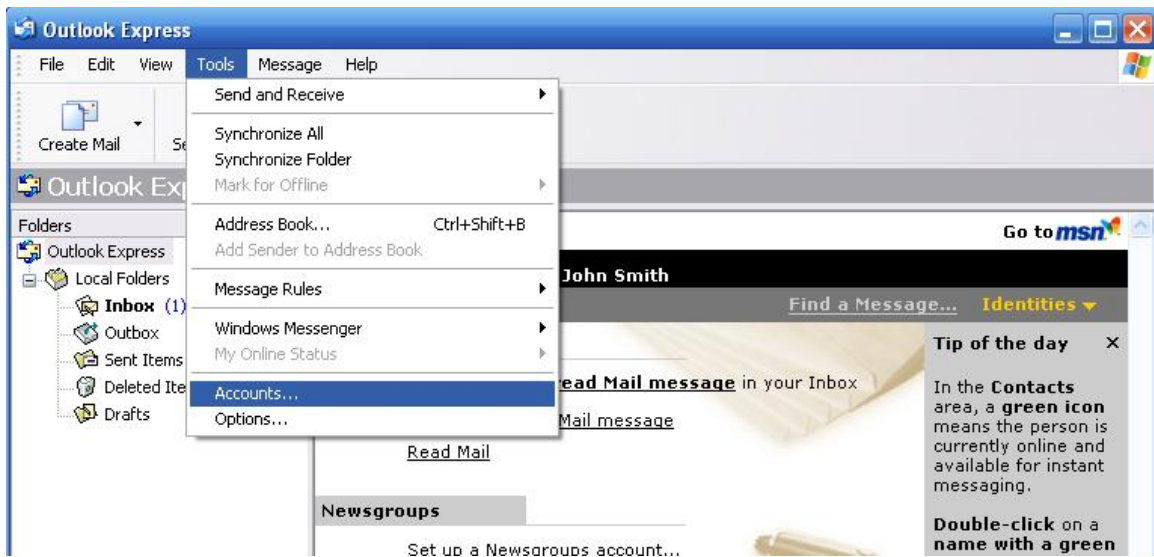 Outlook Express
File Edit View Tools Message Help
Create Mail
Send and Receive
Synchronize All
Synchronize Folder
Mark for Offline
Address Book... Ctrl+Shift+B
Add Sender to Address Book
Message Rules
Windows Messenger
My Online Status
Accounts...
Options...
Outlook
Folders
Outlook Express
Local Folders
Inbox (1)
Outbox
Sent Items
Deleted
Drafts
Go to msn
John Smith
Find a Message... Identities
Mail message in your Inbox
Mail message
Read Mail
Newsgroups
Set up a Newsgroups account...
Tip of the day X
In the Contacts
area, a green icon
means the person is
currently online and
available for instant
messaging.
Double-click on a
name with a green